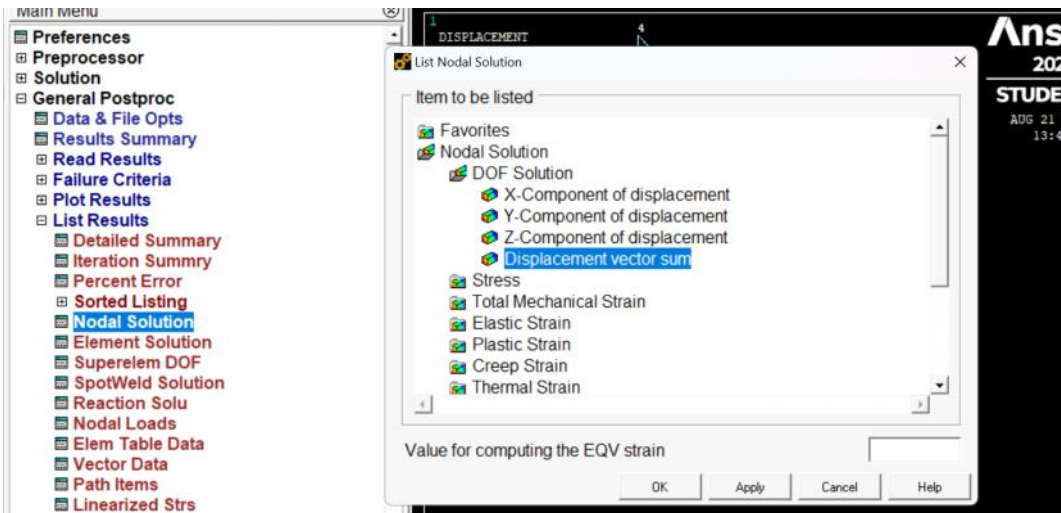 Main Menu
Preferences
Preprocessor
Solution
General Postproc
Data & File Opts
Results Summary
Read Results
Failure Criteria
Plot Results
List Results
Detailed Summary
Iteration Summry
Percent Error
Sorted Listing
Nodal Solution
Element Solution
Superelem DOF
SpotWeld Solution
Reaction Solu
Nodal Loads
Elem Table Data
Vector Data
Path Items
Linearized Strs
1
DISPLACEMENT
4
List Nodal Solution
Item to be listed
Favorites
Nodal Solution
DOF Solution
X-Component of displacement
Y-Component of displacement
Z-Component of displacement
Displacement vector sum
Stress
Total Mechanical Strain
Elastic Strain
Plastic Strain
Creep Strain
Thermal Strain
Value for computing the EQV strain
OK Apply Cancel Help
Ans
202
STUDE
AUG 21
13:4